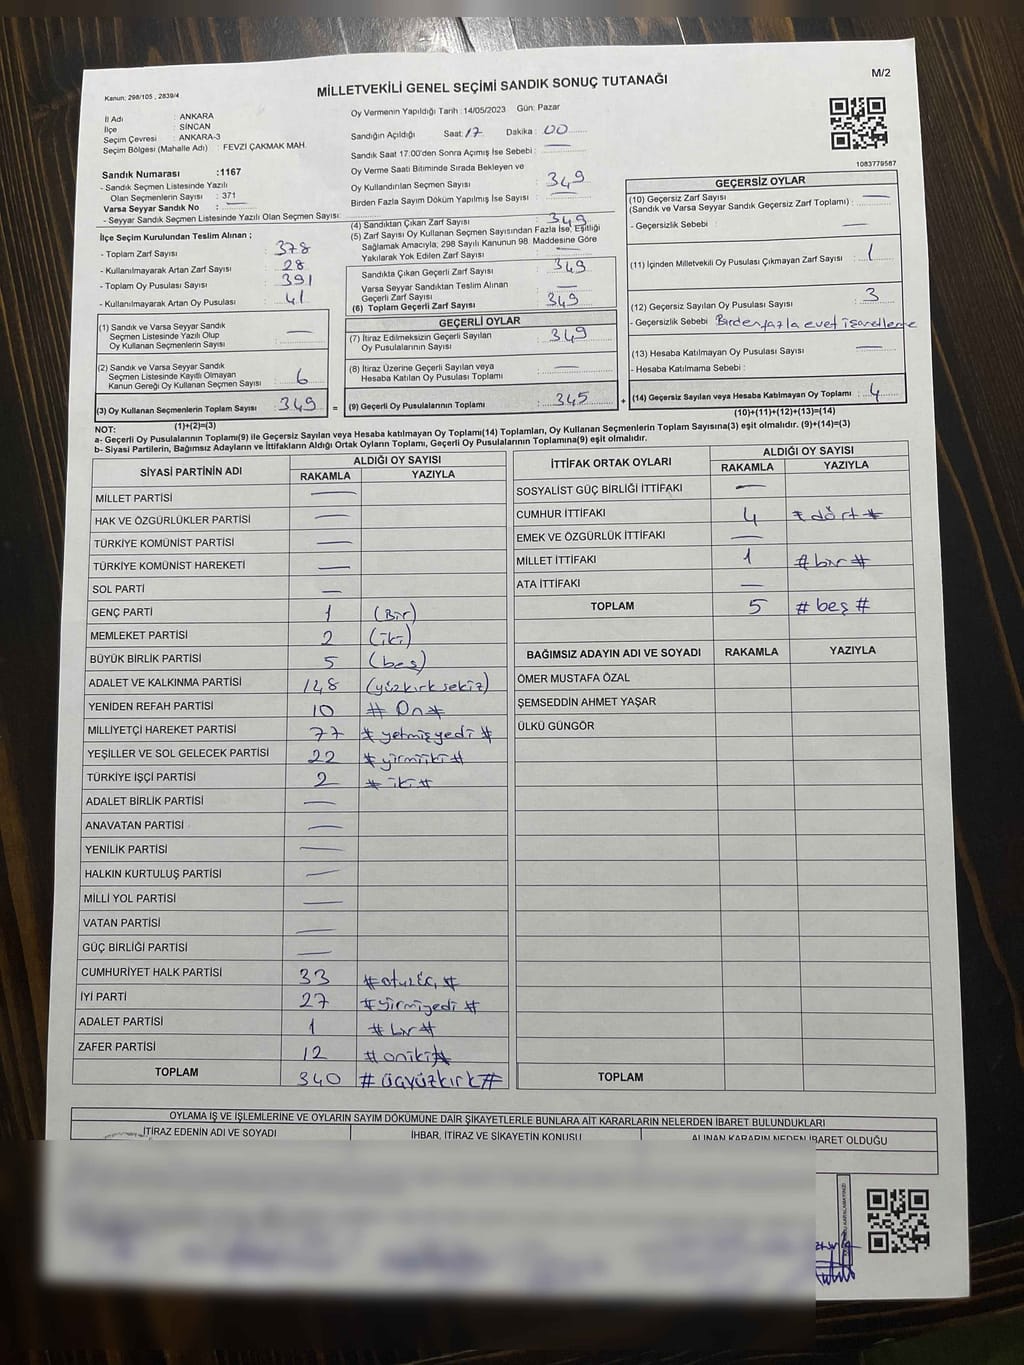 M/2
Kanun: 298/105 , 2839/4
MİLLETVEKİLİ GENEL SEÇİMİ SANDIK SONUÇ TUTANAĞI
İl Adı : ANKARA
İlçe : SİNCAN
Seçim Çevresi : ANKARA-3
Seçim Bölgesi (Mahalle Adı) : FEVZİ ÇAKMAK MAH.
Sandık Numarası :1167
- Sandık Seçmen Listesinde Yazılı
Olan Seçmen Sayısı : 371
Varsa Seyyar Sandık No : —
- Seyyar Sandık Seçmen Listesinde Yazılı Olan Seçmen Sayısı:
Oy Vermenin Yapıldığı Tarih :14/05/2023 Gün: Pazar
Sandığın Açıldığı Saat: 17 Dakika : 00
Sandık Saat 17:00'den Sonra Açımış İse Sebebi : —
Oy Verme Saati Bitiminde Sırada Bekleyen ve
Oy Kullandırılan Seçmen Sayısı : 349
Birden Fazla Sayım Döküm Yapılmış İse Sayısı : —
1083779587
İlçe Seçim Kurulundan Teslim Alınan ;
- Toplam Zarf Sayısı : 378
- Kullanılmayarak Artan Zarf Sayısı : 28
- Toplam Oy Pusulası Sayısı : 391
- Kullanılmayarak Artan Oy Pusulası : 41
(1) Sandık ve Varsa Seyyar Sandık
Seçmen Listesinde Yazılı Olup
Oy Kullanan Seçmenlerin Sayısı : —
(2) Sandık ve Varsa Seyyar Sandık
Seçmen Listesinde Kayıtlı Olmayan
Kanun Gereği Oy Kullanan Seçmen Sayısı : 6
(3) Oy Kullanan Seçmenlerin Toplam Sayısı : 349
(1)+(2)=(3)
(4) Sandıktan Çıkan Zarf Sayısı : 349
(5) Zarf Sayısı Oy Kullanan Seçmen Sayısından Fazla İse, Eşitliği
Sağlamak Amacıyla, 298 Sayılı Kanunun 98. Maddesine Göre
Yakılarak Yok Edilen Zarf Sayısı : —
Sandıkta Çıkan Geçerli Zarf Sayısı : 349
Varsa Seyyar Sandıktan Teslim Alınan
Geçerli Zarf Sayısı : —
(6) Toplam Geçerli Zarf Sayısı : 349
GEÇERLİ OYLAR
(7) İtiraz Edilmeksizin Geçerli Sayılan
Oy Pusulalarının Sayısı : 349
(8) İtiraz Üzerine Geçerli Sayılan veya
Hesaba Katılan Oy Pusulası Toplamı : —
= (9) Geçerli Oy Pusulalarının Toplamı : 345 +
GEÇERSİZ OYLAR
(10) Geçersiz Zarf Sayısı
(Sandık ve Varsa Seyyar Sandık Geçersiz Zarf Toplamı) : —
- Geçersizlik Sebebi : —
(11) İçinden Milletvekili Oy Pusulası Çıkmayan Zarf Sayısı : 1
(12) Geçersiz Sayılan Oy Pusulası Sayısı : 3
- Geçersizlik Sebebi : Birden fazla evet işaretleme
(13) Hesaba Katılmayan Oy Pusulası Sayısı : —
- Hesaba Katılmama Sebebi :
(14) Geçersiz Sayılan veya Hesaba Katılmayan Oy Toplamı : 4
(10)+(11)+(12)+(13)=(14)
NOT:
a- Geçerli Oy Pusulalarının Toplamı(9) ile Geçersiz Sayılan veya Hesaba katılmayan Oy Toplamı(14) Toplamları, Oy Kullanan Seçmenlerin Toplam Sayısına(3) eşit olmalıdır. (9)+(14)=(3)
b- Siyasi Partilerin, Bağımsız Adayların ve İttifakların Aldığı Ortak Oyların Toplamı, Geçerli Oy Pusulalarının Toplamına(9) eşit olmalıdır.
SİYASİ PARTİNİN ADI ALDIĞI OY SAYISI
RAKAMLA YAZIYLA
MİLLET PARTİSİ —
HAK VE ÖZGÜRLÜKLER PARTİSİ —
TÜRKİYE KOMÜNİST PARTİSİ —
TÜRKİYE KOMÜNİST HAREKETİ —
SOL PARTİ —
GENÇ PARTİ 1 (Bir)
MEMLEKET PARTİSİ 2 (iki)
BÜYÜK BİRLİK PARTİSİ 5 (beş)
ADALET VE KALKINMA PARTİSİ 148 (yüzkırk sekiz)
YENİDEN REFAH PARTİSİ 10 # On #
MİLLİYETÇİ HAREKET PARTİSİ 77 # yetmişyedi #
YEŞİLLER VE SOL GELECEK PARTİSİ 22 # yirmiiki #
TÜRKİYE İŞÇİ PARTİSİ 2 # iki #
ADALET BİRLİK PARTİSİ —
ANAVATAN PARTİSİ —
YENİLİK PARTİSİ —
HALKIN KURTULUŞ PARTİSİ —
MİLLİ YOL PARTİSİ —
VATAN PARTİSİ —
GÜÇ BİRLİĞİ PARTİSİ —
CUMHURİYET HALK PARTİSİ 33 # otuzüç #
İYİ PARTİ 27 # yirmiyedi #
ADALET PARTİSİ 1 # bir #
ZAFER PARTİSİ 12 # oniki #
TOPLAM 340 # üçyüzkırk #
İTTİFAK ORTAK OYLARI ALDIĞI OY SAYISI
RAKAMLA YAZIYLA
SOSYALİST GÜÇ BİRLİĞİ İTTİFAKI —
CUMHUR İTTİFAKI 4 # dört #
EMEK VE ÖZGÜRLÜK İTTİFAKI —
MİLLET İTTİFAKI 1 # bir #
ATA İTTİFAKI —
TOPLAM 5 # beş #
BAĞIMSIZ ADAYIN ADI VE SOYADI RAKAMLA YAZIYLA
ÖMER MUSTAFA ÖZAL
ŞEMSEDDİN AHMET YAŞAR
ÜLKÜ GÜNGÖR
TOPLAM
OYLAMA İŞ VE İŞLEMLERİNE VE OYLARIN SAYIM DÖKÜMÜNE DAİR ŞİKAYETLERLE BUNLARA AİT KARARLARIN NELERDEN İBARET BULUNDUKLARI
İTİRAZ EDENİN ADI VE SOYADI İHBAR, İTİRAZ VE ŞİKAYETİN KONUSU ALINAN KARARIN NEDEN İBARET OLDUĞU